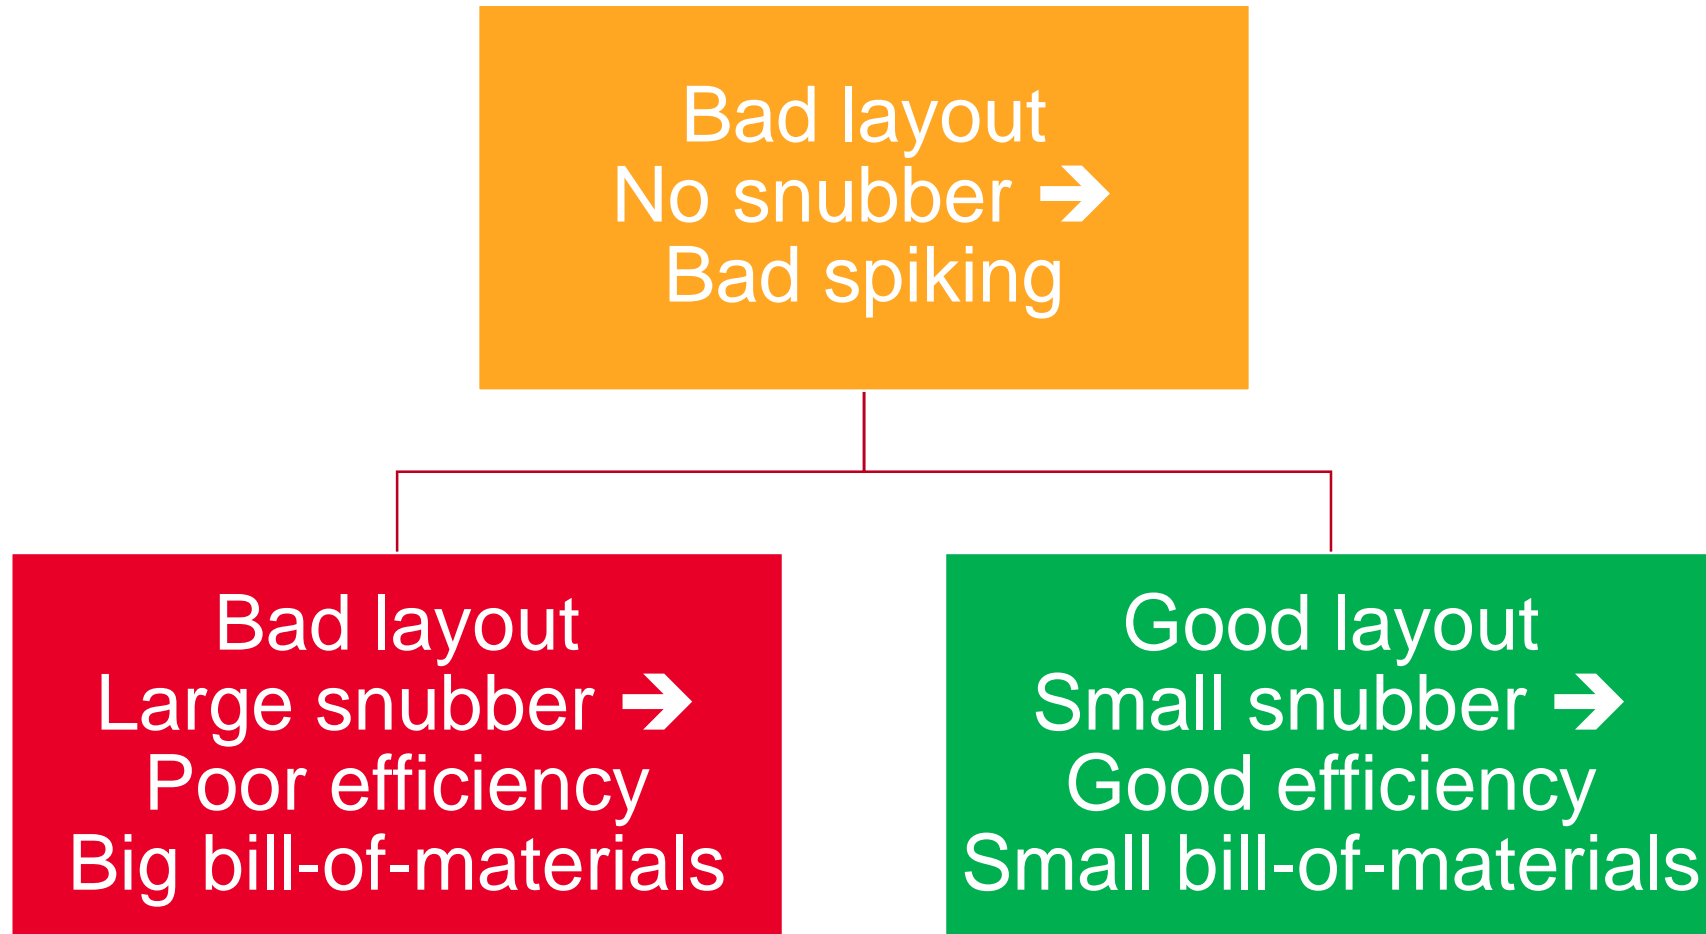 Bad layout
No snubber ➔
Bad spiking
Bad layout
Large snubber ➔
Poor efficiency
Big bill-of-materials
Good layout
Small snubber ➔
Good efficiency
Small bill-of-materials